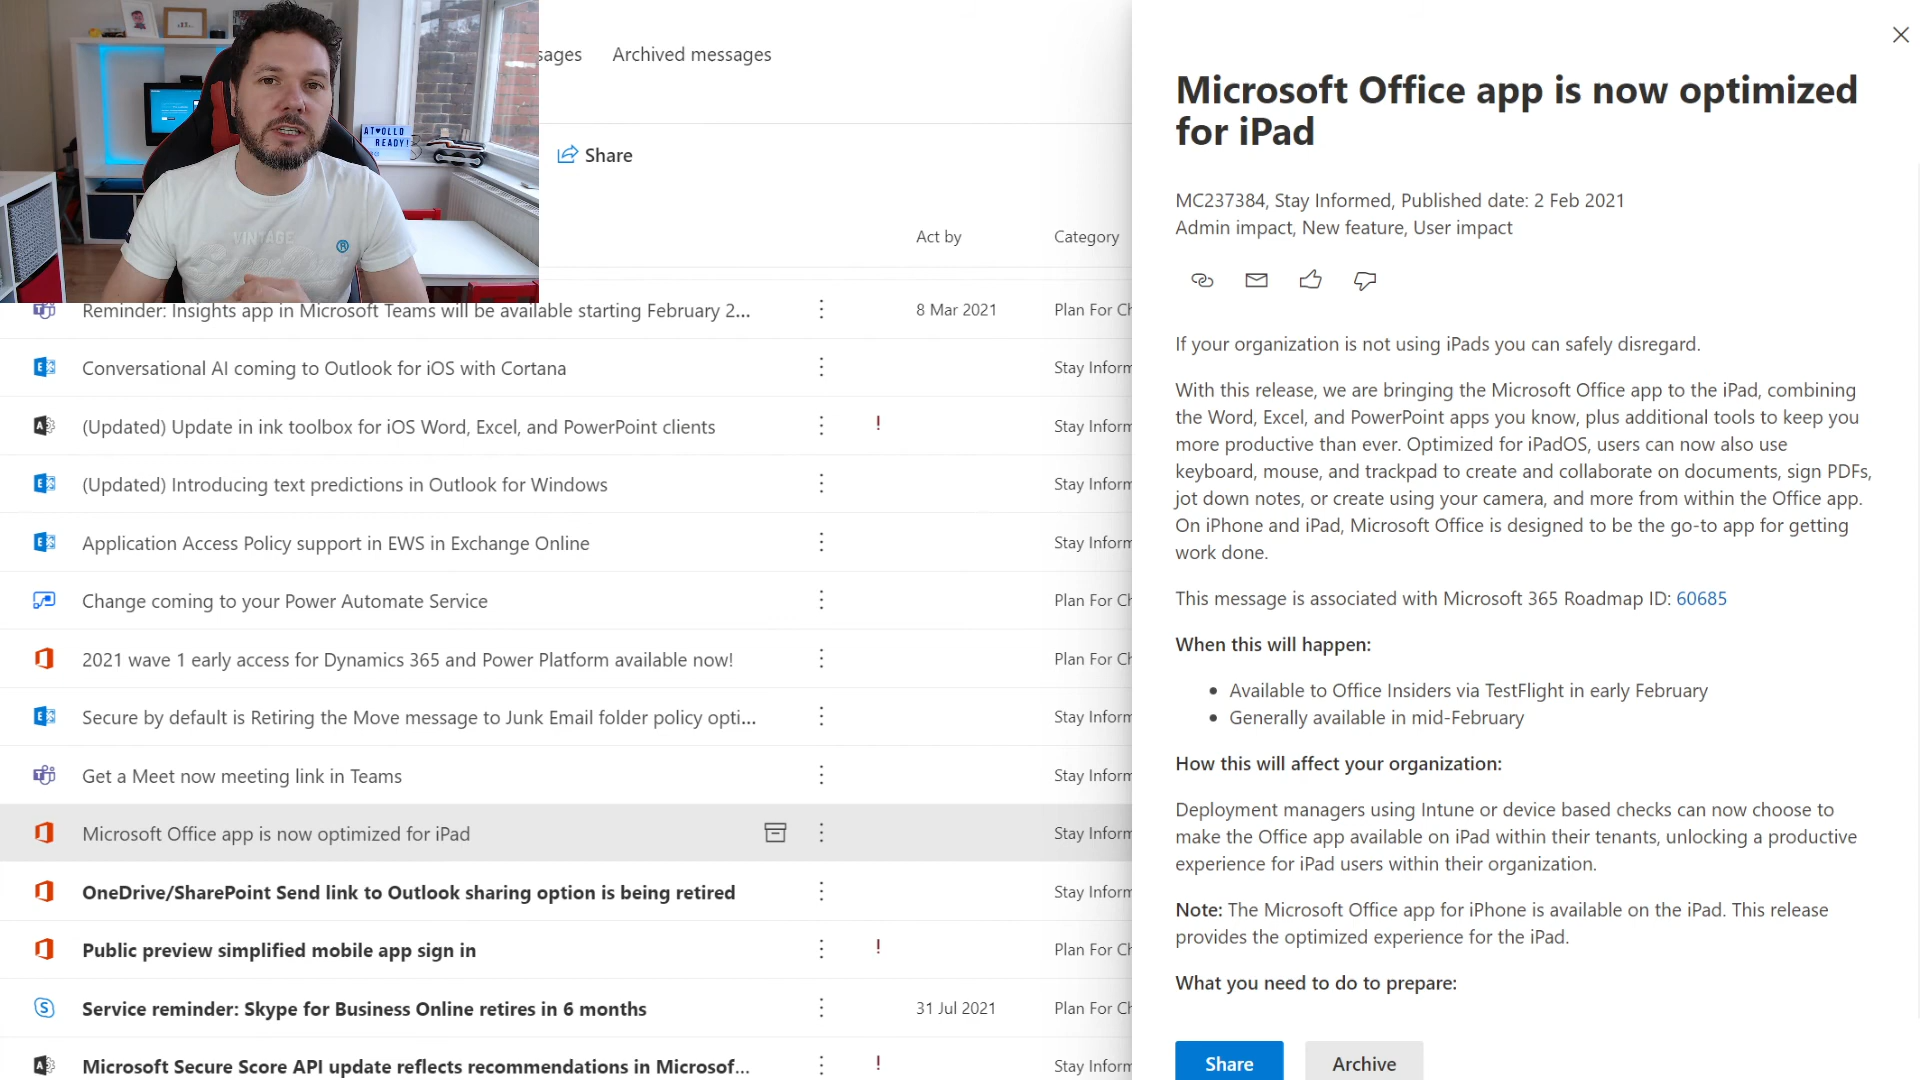 Archived messages
Share
Act by
Category
Reminder: Insights app in Microsoft Teams will be available starting February 2...
8 Mar 2021
Plan For Ch
Conversational AI coming to Outlook for iOS with Cortana
Stay Inform
(Updated) Update in ink toolbox for iOS Word, Excel, and PowerPoint clients
!
Stay Inform
(Updated) Introducing text predictions in Outlook for Windows
Stay Inform
Application Access Policy support in EWS in Exchange Online
Stay Inform
Change coming to your Power Automate Service
Plan For Ch
2021 wave 1 early access for Dynamics 365 and Power Platform available now!
Plan For Ch
Secure by default is Retiring the Move message to Junk Email folder policy opti...
Stay Inform
Get a Meet now meeting link in Teams
Stay Inform
Microsoft Office app is now optimized for iPad
Stay Inform
OneDrive/SharePoint Send link to Outlook sharing option is being retired
Stay Inform
Public preview simplified mobile app sign in
!
Plan For Ch
Service reminder: Skype for Business Online retires in 6 months
31 Jul 2021
Plan For Ch
Microsoft Secure Score API update reflects recommendations in Microsof...
!
Stay Inform
Microsoft Office app is now optimized
for iPad
MC237384, Stay Informed, Published date: 2 Feb 2021
Admin impact, New feature, User impact
If your organization is not using iPads you can safely disregard.
With this release, we are bringing the Microsoft Office app to the iPad, combining
the Word, Excel, and PowerPoint apps you know, plus additional tools to keep you
more productive than ever. Optimized for iPadOS, users can now also use
keyboard, mouse, and trackpad to create and collaborate on documents, sign PDFs,
jot down notes, or create using your camera, and more from within the Office app.
On iPhone and iPad, Microsoft Office is designed to be the go-to app for getting
work done.
This message is associated with Microsoft 365 Roadmap ID: 60685
When this will happen:
• Available to Office Insiders via TestFlight in early February
• Generally available in mid-February
How this will affect your organization:
Deployment managers using Intune or device based checks can now choose to
make the Office app available on iPad within their tenants, unlocking a productive
experience for iPad users within their organization.
Note: The Microsoft Office app for iPhone is available on the iPad. This release
provides the optimized experience for the iPad.
What you need to do to prepare:
Share
Archive
VINTAGE
READY!